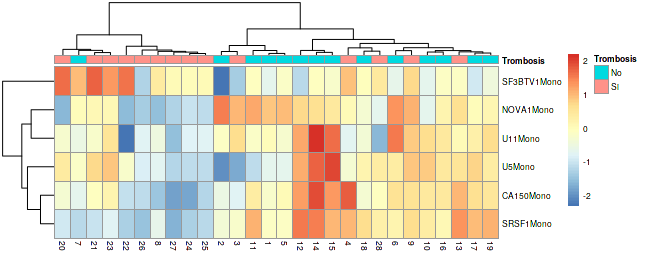 Trombosis
SF3BTV1Mono
NOVA1Mono
U11Mono
U5Mono
CA150Mono
SRSF1Mono
20 7 21 23 22 26 8 27 24 25 2 3 11 1 5 12 14 15 4 18 28 6 9 10 16 13 17 19
2
1
0
-1
-2
Trombosis
No
SI